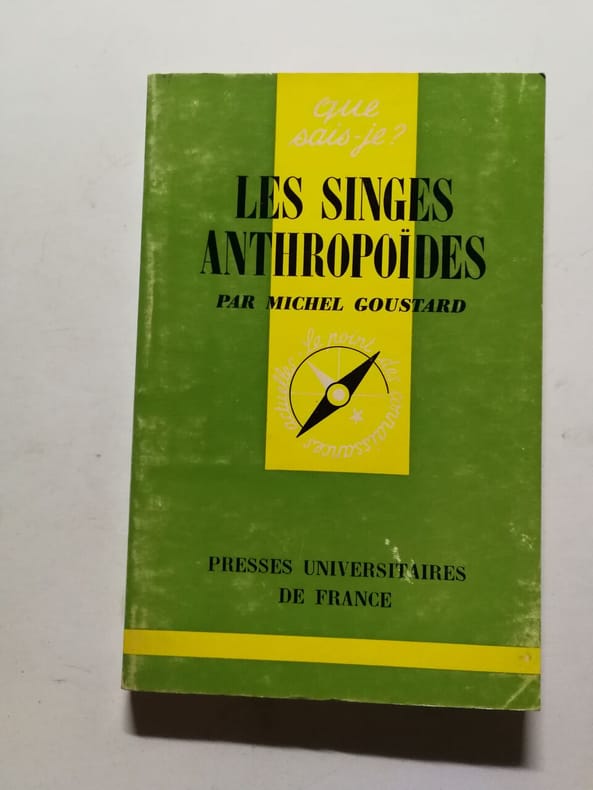 que
sais-je?
LES SINGES
ANTHROPOÏDES
PAR MICHEL GOUSTARD
le point des connaissances actuelles
PRESSES UNIVERSITAIRES
DE FRANCE